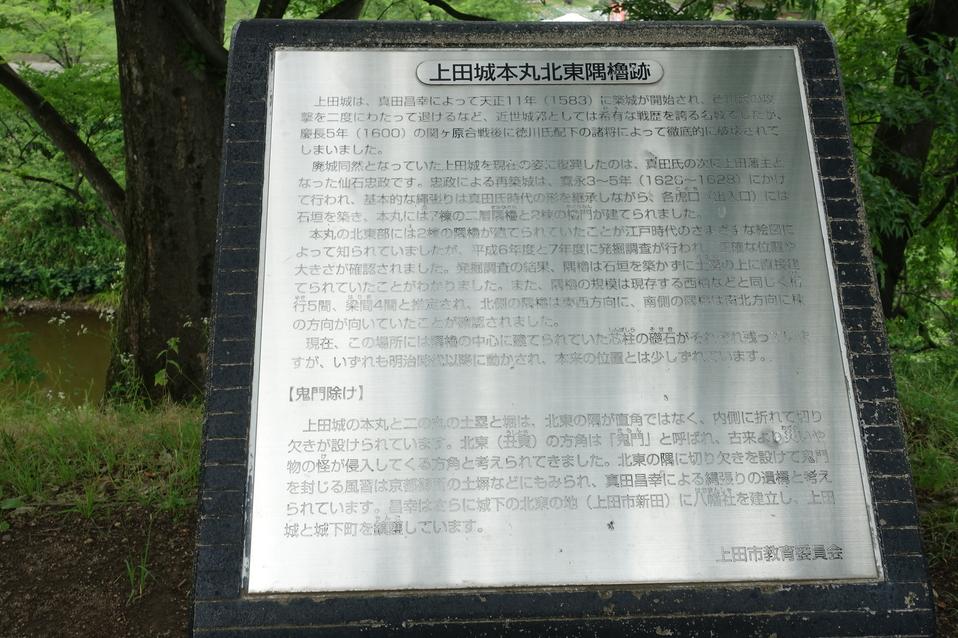 上田城本丸北東隅櫓跡
上田城は、真田昌幸によって天正11年（1583）に築城が開始され、徳川氏の攻
撃を二度にわたって退けるなど、近世城郭としては希有な戦歴を誇る名城でしたが、
慶長5年（1600）の関ヶ原合戦後に徳川氏配下の諸将によって徹底的に破壊されて
しまいました。
廃城同然となっていた上田城を現在の姿に復興したのは、真田氏の次に上田藩主と
なった仙石忠政です。忠政による再築城は、寛永3～5年（1626～1628）にかけ
て行われ、基本的な縄張りは真田氏時代の形を継承しながら、各虎口（出入口）には
石垣を築き、本丸には7棟の二層隅櫓と2棟の櫓門が建てられました。
本丸の北東部には2棟の隅櫓が建てられていたことが江戸時代のさまざまな絵図に
よって知られていましたが、平成6年度と7年度に発掘調査が行われ、正確な位置や
大きさが確認されました。発掘調査の結果、隅櫓は石垣を築かずに土塁の上に直接建
てられていたことがわかりました。また、隅櫓の規模は現存する西櫓などと同じく桁
行5間、梁間4間と推定され、北側の隅櫓は東西方向に、南側の隅櫓は南北方向に棟
の方向が向いていたことが確認されました。
現在、この場所には隅櫓の中心に建てられていた芯柱の礎石がそれぞれ残っていま
すが、いずれも明治時代以降に動かされ、本来の位置とは少しずれています。
【鬼門除け】
上田城の本丸と二の丸の土塁と堀は、北東の隅が直角ではなく、内側に折れて切り
欠きが設けられています。北東（丑寅）の方角は「鬼門」と呼ばれ、古来より災いや
物の怪が侵入してくる方角と考えられてきました。北東の隅に切り欠きを設けて鬼門
を封じる風習は京都御所の土塀などにもみられ、真田昌幸による縄張りの遺構と考え
られています。昌幸はさらに城下の北東の地（上田市新田）に八幡社を建立し、上田
城と城下町を鎮護しています。
上田市教育委員会